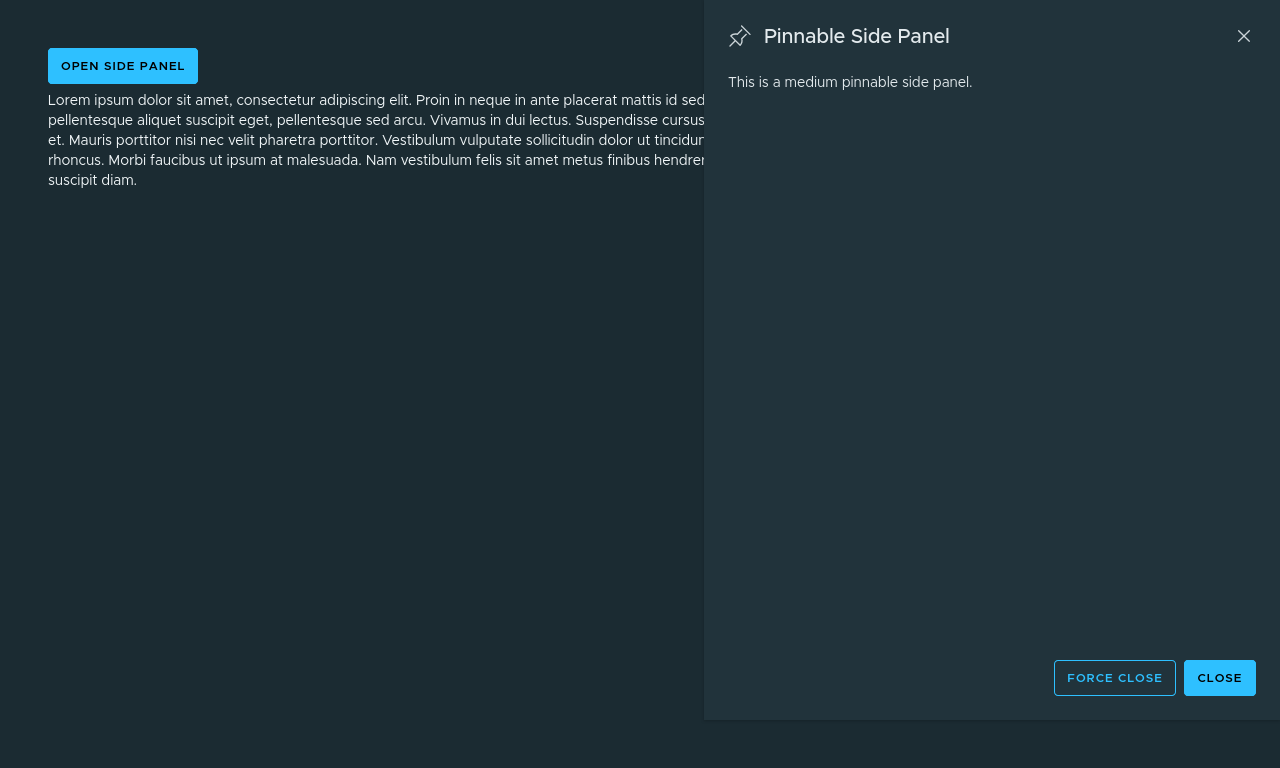 OPEN SIDE PANEL
Lorem ipsum dolor sit amet, consectetur adipiscing elit. Proin in neque in ante placerat mattis id sed
pellentesque aliquet suscipit eget, pellentesque sed arcu. Vivamus in dui lectus. Suspendisse cursus
et. Mauris porttitor nisi nec velit pharetra porttitor. Vestibulum vulputate sollicitudin dolor ut
rhoncus. Morbi faucibus ut ipsum at malesuada. Nam vestibulum felis sit amet metus finibus
suscipit diam.
Pinnable Side Panel
This is a medium pinnable side panel.
FORCE CLOSE
CLOSE